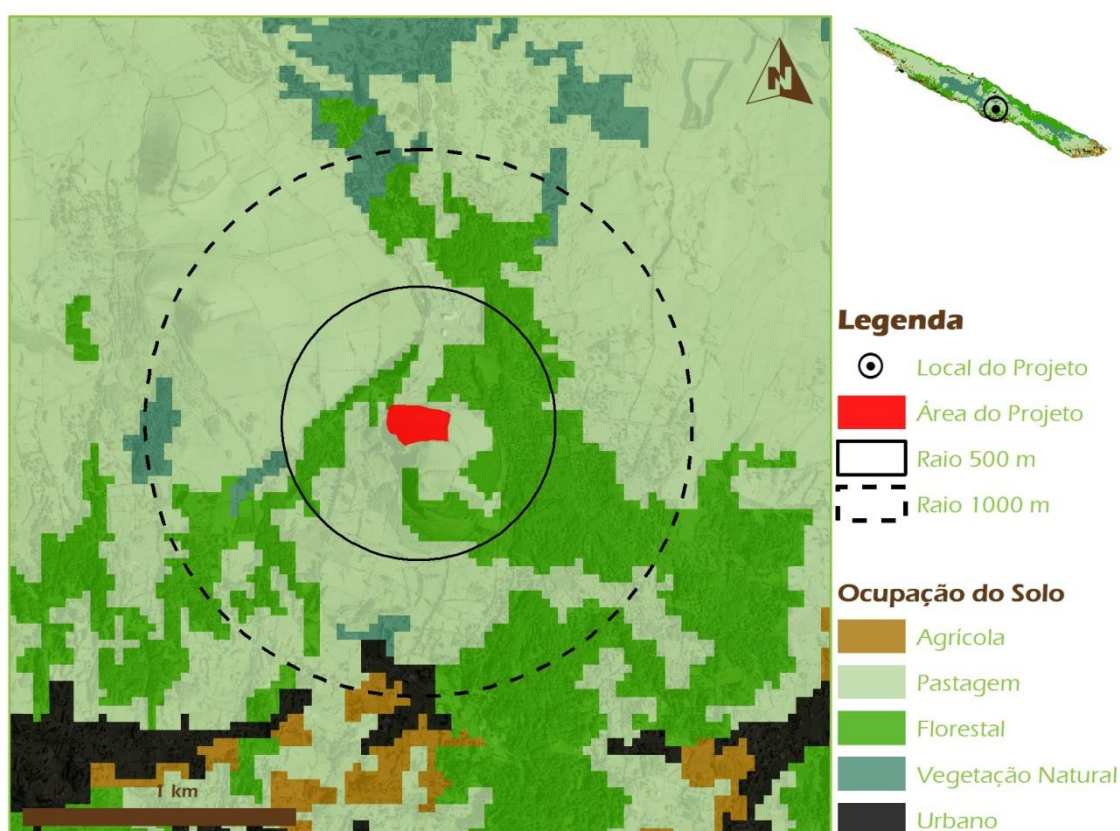 N
Legenda
Local do Projeto
Área do Projeto
Raio 500 m
Raio 1000 m
Ocupação do Solo
Agrícola
Pastagem
Florestal
Vegetação Natural
Urbano
1 km